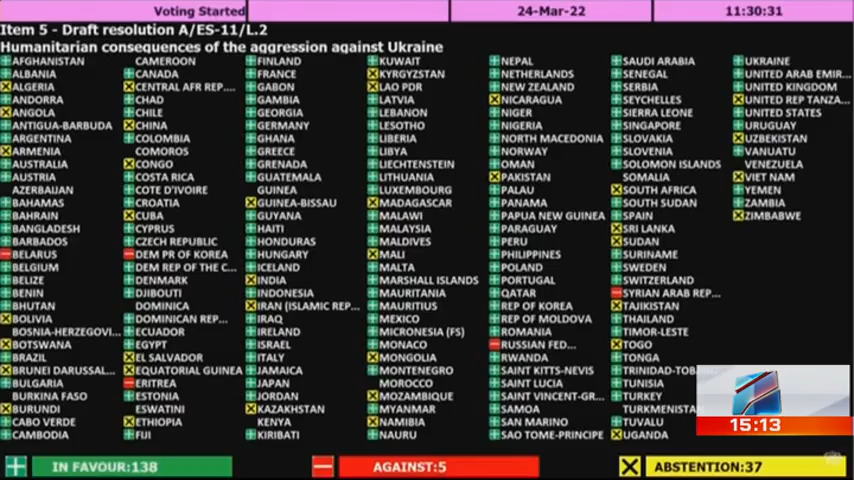 Voting Started 24-Mar-22 11:30:31
Item 5 - Draft resolution A/ES-11/L.2
Humanitarian consequences of the aggression against Ukraine
AFGHANISTAN CAMEROON FINLAND KUWAIT NEPAL SAUDI ARABIA UKRAINE
ALBANIA CANADA FRANCE KYRGYZSTAN NETHERLANDS SENEGAL UNITED ARAB EMIR...
ALGERIA CENTRAL AFR REP.... GABON LAO PDR NEW ZEALAND SERBIA UNITED KINGDOM
ANDORRA CHAD GAMBIA LATVIA NICARAGUA SEYCHELLES UNITED REP TANZA...
ANGOLA CHILE GEORGIA LEBANON NIGER SIERRA LEONE UNITED STATES
ANTIGUA-BARBUDA CHINA GERMANY LESOTHO NIGERIA SINGAPORE URUGUAY
ARGENTINA COLOMBIA GHANA LIBERIA NORTH MACEDONIA SLOVAKIA UZBEKISTAN
ARMENIA COMOROS GREECE LIBYA NORWAY SLOVENIA VANUATU
AUSTRALIA CONGO GRENADA LIECHTENSTEIN OMAN SOLOMON ISLANDS VENEZUELA
AUSTRIA COSTA RICA GUATEMALA LITHUANIA PAKISTAN SOMALIA VIET NAM
AZERBAIJAN COTE D'IVOIRE GUINEA LUXEMBOURG PALAU SOUTH AFRICA YEMEN
BAHAMAS CROATIA GUINEA-BISSAU MADAGASCAR PANAMA SOUTH SUDAN ZAMBIA
BAHRAIN CUBA GUYANA MALAWI PAPUA NEW GUINEA SPAIN ZIMBABWE
BANGLADESH CYPRUS HAITI MALAYSIA PARAGUAY SRI LANKA
BARBADOS CZECH REPUBLIC HONDURAS MALDIVES PERU SUDAN
BELARUS DEM PR OF KOREA HUNGARY MALI PHILIPPINES SURINAME
BELGIUM DEM REP OF THE C... ICELAND MALTA POLAND SWEDEN
BELIZE DENMARK INDIA MARSHALL ISLANDS PORTUGAL SWITZERLAND
BENIN DJIBOUTI INDONESIA MAURITANIA QATAR SYRIAN ARAB REP...
BHUTAN DOMINICA IRAN (ISLAMIC REP... MAURITIUS REP OF KOREA TAJIKISTAN
BOLIVIA DOMINICAN REP... IRAQ MEXICO REP OF MOLDOVA THAILAND
BOSNIA-HERZEGOVI... ECUADOR IRELAND MICRONESIA (FS) ROMANIA TIMOR-LESTE
BOTSWANA EGYPT ISRAEL MONACO RUSSIAN FED... TOGO
BRAZIL EL SALVADOR ITALY MONGOLIA RWANDA TONGA
BRUNEI DARUSSAL... EQUATORIAL GUINEA JAMAICA MONTENEGRO SAINT KITTS-NEVIS TRINIDAD-TOB
BULGARIA ERITREA JAPAN MOROCCO SAINT LUCIA TUNISIA
BURKINA FASO ESTONIA JORDAN MOZAMBIQUE SAINT VINCENT-GR... TURKEY
BURUNDI ESWATINI KAZAKHSTAN MYANMAR SAMOA TURKMENIST
CABO VERDE ETHIOPIA KENYA NAMIBIA SAN MARINO TUVALU
CAMBODIA FIJI KIRIBATI NAURU SAO TOME-PRINCIPE UGANDA
15:13
IN FAVOUR:138 AGAINST:5 ABSTENTION:37